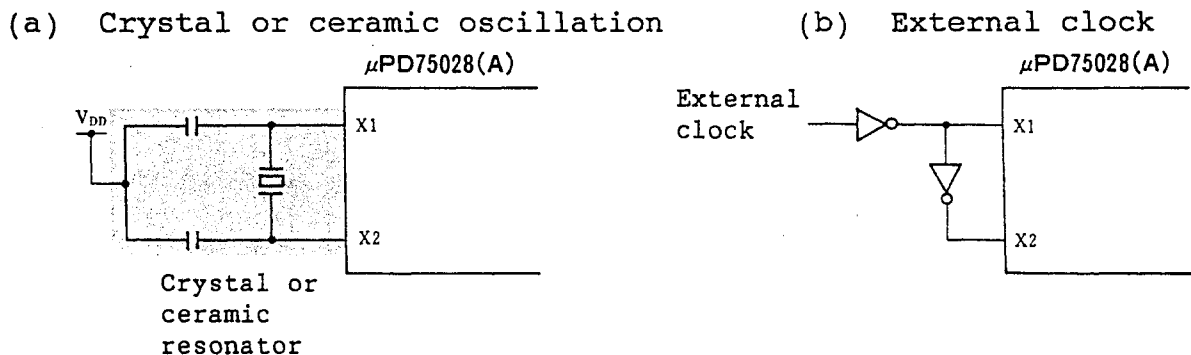 (a) Crystal or ceramic oscillation
μPD75028(A)
VDD
X1
X2
Crystal or
ceramic
resonator
(b) External clock
μPD75028(A)
External
clock
X1
X2